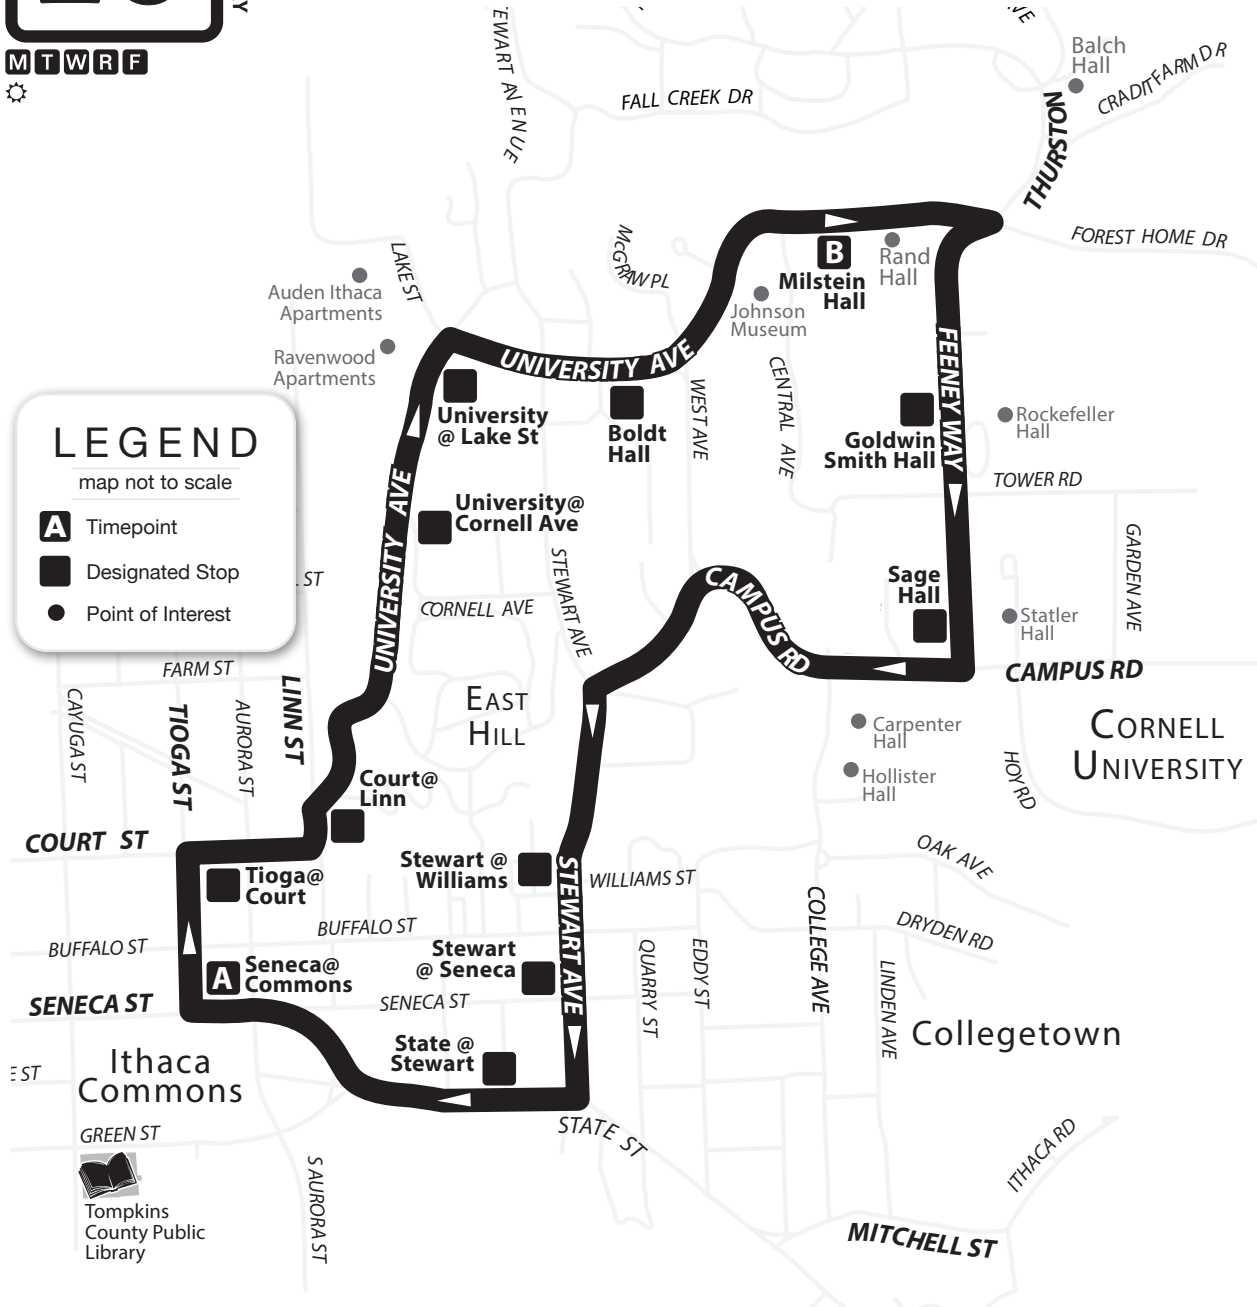 M T W R F
STEWART AVENUE
FALL CREEK DR
AVE
Balch
Hall
CRADIT FARM DR
THURSTON
FOREST HOME DR
McGRAW PL
LAKE ST
Auden Ithaca
Apartments
Ravenwood
Apartments
B
Milstein
Hall
Rand
Hall
Johnson
Museum
UNIVERSITY AVE
University
@ Lake St
Boldt
Hall
WEST AVE
CENTRAL AVE
FEENEY WAY
Goldwin
Smith Hall
Rockefeller
Hall
TOWER RD
GARDEN AVE
LEGEND
map not to scale
A Timepoint
Designated Stop
Point of Interest
UNIVERSITY AVE
University@
Cornell Ave
STEWART AVE
CORNELL AVE
CAMPUS RD
Sage
Hall
Statler
Hall
CAMPUS RD
ST
FARM ST
CAYUGA ST
TIOGA ST
AURORA ST
LINN ST
EAST
HILL
CORNELL
UNIVERSITY
Carpenter
Hall
Hollister
Hall
HOY RD
Court@
Linn
COURT ST
Tioga@
Court
Stewart @
Williams
STEWART AVE
WILLIAMS ST
OAK AVE
COLLEGE AVE
DRYDEN RD
BUFFALO ST
BUFFALO ST
Stewart
@ Seneca
QUARRY ST
EDDY ST
LINDEN AVE
A
Seneca@
Commons
SENECA ST
SENECA ST
Collegetown
State @
Stewart
Ithaca
Commons
E ST
GREEN ST
STATE ST
ITHACA RD
S AURORA ST
Tompkins
County Public
Library
MITCHELL ST